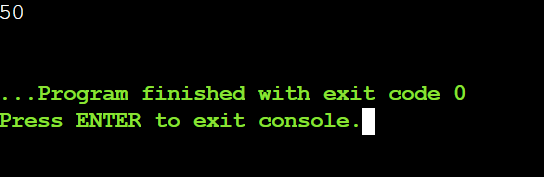 50
...Program finished with exit code 0
Press ENTER to exit console.